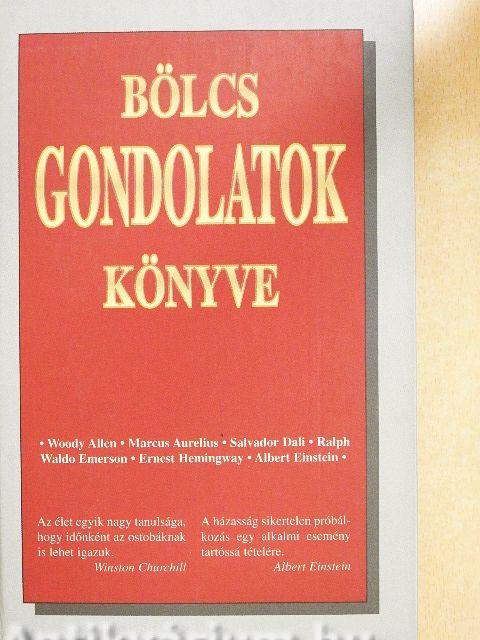 BÖLCS
GONDOLATOK
KÖNYVE
• Woody Allen • Marcus Aurelius • Salvador Dali • Ralph
Waldo Emerson • Ernest Hemingway • Albert Einstein •
Az élet egyik nagy tanulsága,
hogy időnként az ostobáknak
is lehet igazuk.
Winston Churchill
A házasság sikertelen próbál-
kozás egy alkalmi esemény
tartóssá tételére.
Albert Einstein